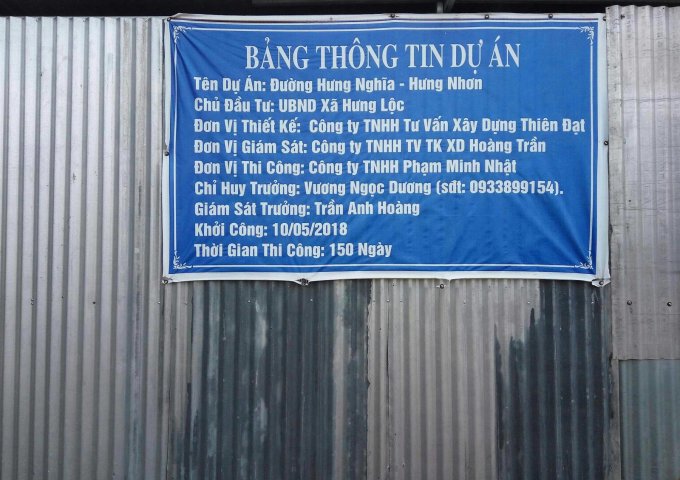 BẢNG THÔNG TIN DỰ ÁN
Tên Dự Án: Đường Hưng Nghĩa - Hưng Nhơn
Chủ Đầu Tư: UBND Xã Hưng Lộc
Đơn Vị Thiết Kế: Công ty TNHH Tư Vấn Xây Dựng Thiên Đạt
Đơn Vị Giám Sát: Công ty TNHH TV TK XD Hoàng Trần
Đơn Vị Thi Công: Công ty TNHH Phạm Minh Nhật
Chỉ Huy Trưởng: Vương Ngọc Dương (sđt: 0933899154).
Giám Sát Trưởng: Trần Anh Hoàng
Khởi Công: 10/05/2018
Thời Gian Thi Công: 150 Ngày